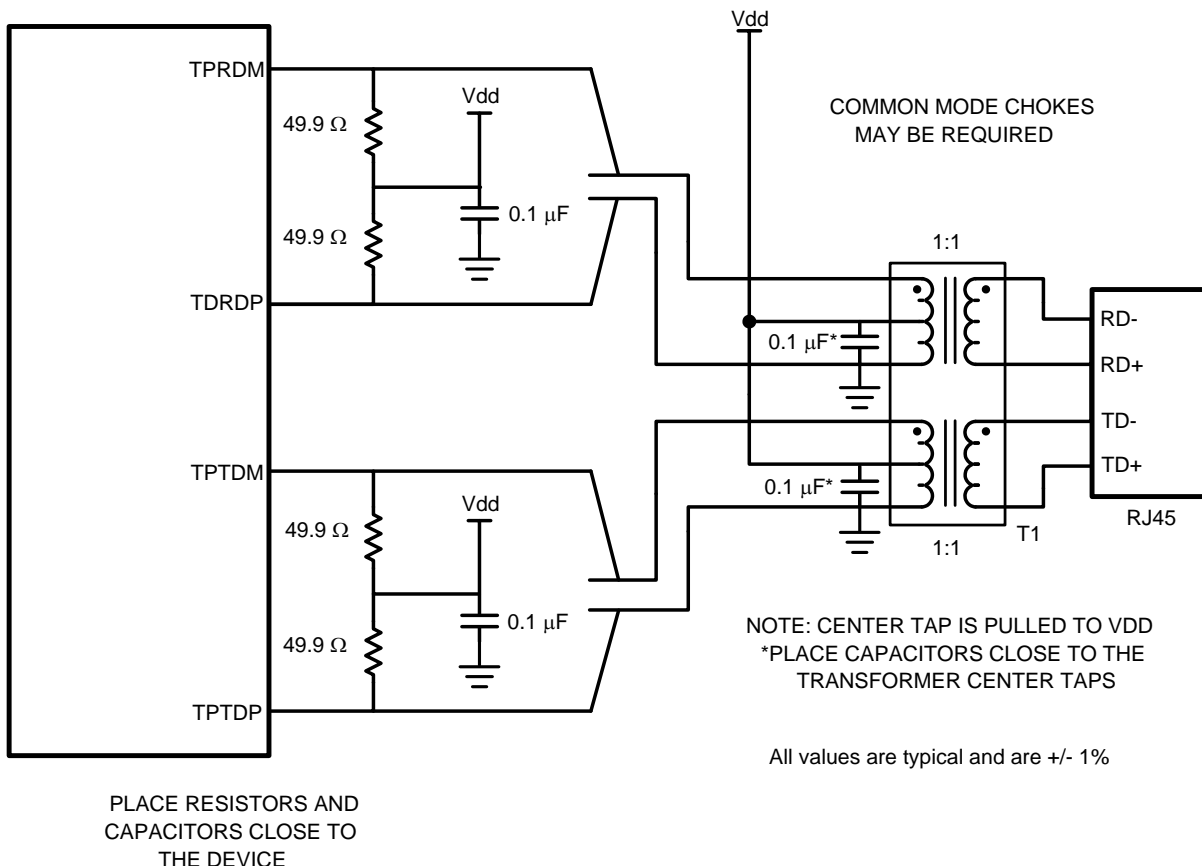 Vdd
TPRDM
COMMON MODE CHOKES
MAY BE REQUIRED
Vdd
49.9 Ω
0.1 μF
49.9 Ω
1:1
TDRDP
RD-
0.1 μF*
RD+
TD-
TPTDM
TD+
0.1 μF*
Vdd
RJ45
49.9 Ω
T1
1:1
0.1 μF
NOTE: CENTER TAP IS PULLED TO VDD
49.9 Ω
*PLACE CAPACITORS CLOSE TO THE
TRANSFORMER CENTER TAPS
TPTDP
All values are typical and are +/- 1%
PLACE RESISTORS AND
CAPACITORS CLOSE TO
THE DEVICE